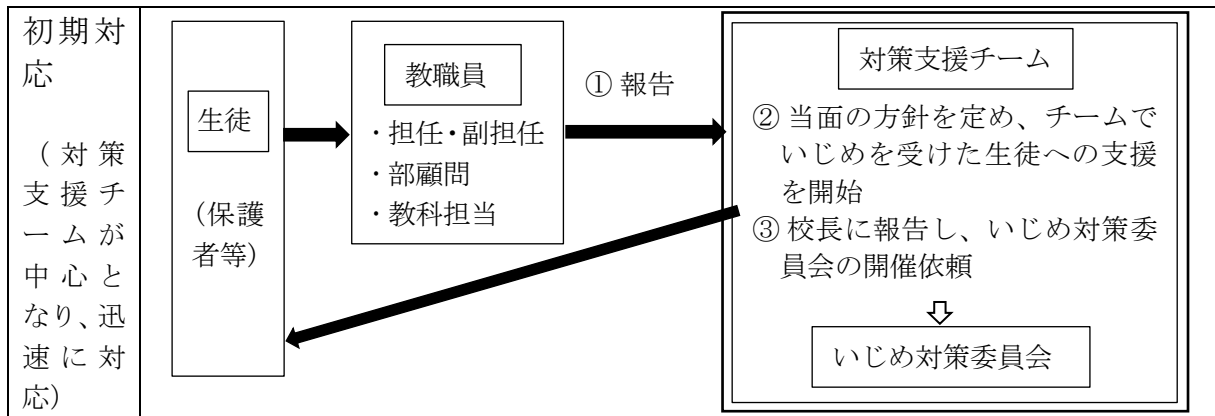 初期対
応
（対策
支援チ
ームが
中心と
なり、迅
速に対
応）
生徒
（保護
者等）
教職員
・担任・副担任
・部顧問
・教科担当
① 報告
対策支援チーム
② 当面の方針を定め、チームで
いじめを受けた生徒への支援
を開始
③ 校長に報告し、いじめ対策委
員会の開催依頼
いじめ対策委員会